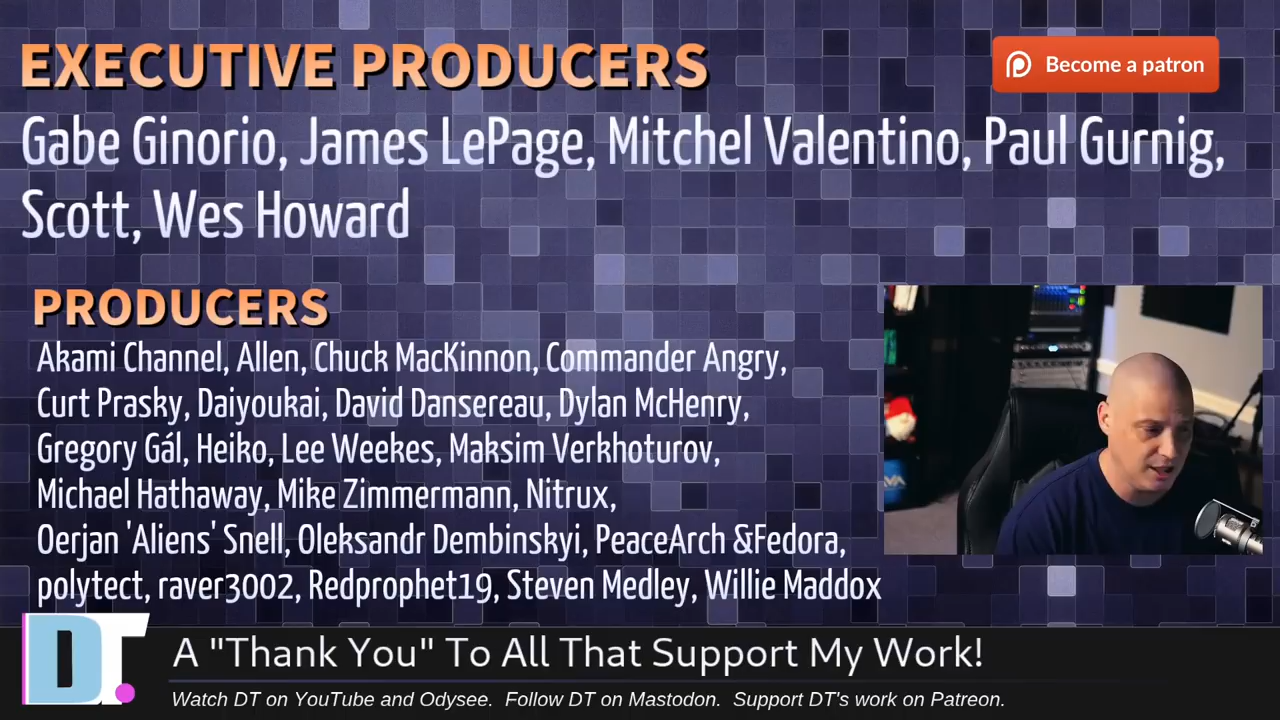 EXECUTIVE PRODUCERS
Become a patron
Gabe Ginorio, James LePage, Mitchel Valentino, Paul Gurnig,
Scott, Wes Howard
PRODUCERS
Akami Channel, Allen, Chuck MacKinnon, Commander Angry,
Curt Prasky, Daiyoukai, David Dansereau, Dylan McHenry,
Gregory Gál, Heiko, Lee Weekes, Maksim Verkhoturov,
Michael Hathaway, Mike Zimmermann, Nitrux,
Oerjan 'Aliens' Snell, Oleksandr Dembinskyi, PeaceArch &Fedora,
polytect, raver3002, Redprophet19, Steven Medley, Willie Maddox
DT
A "Thank You" To All That Support My Work!
Watch DT on YouTube and Odysee. Follow DT on Mastodon. Support DT's work on Patreon.